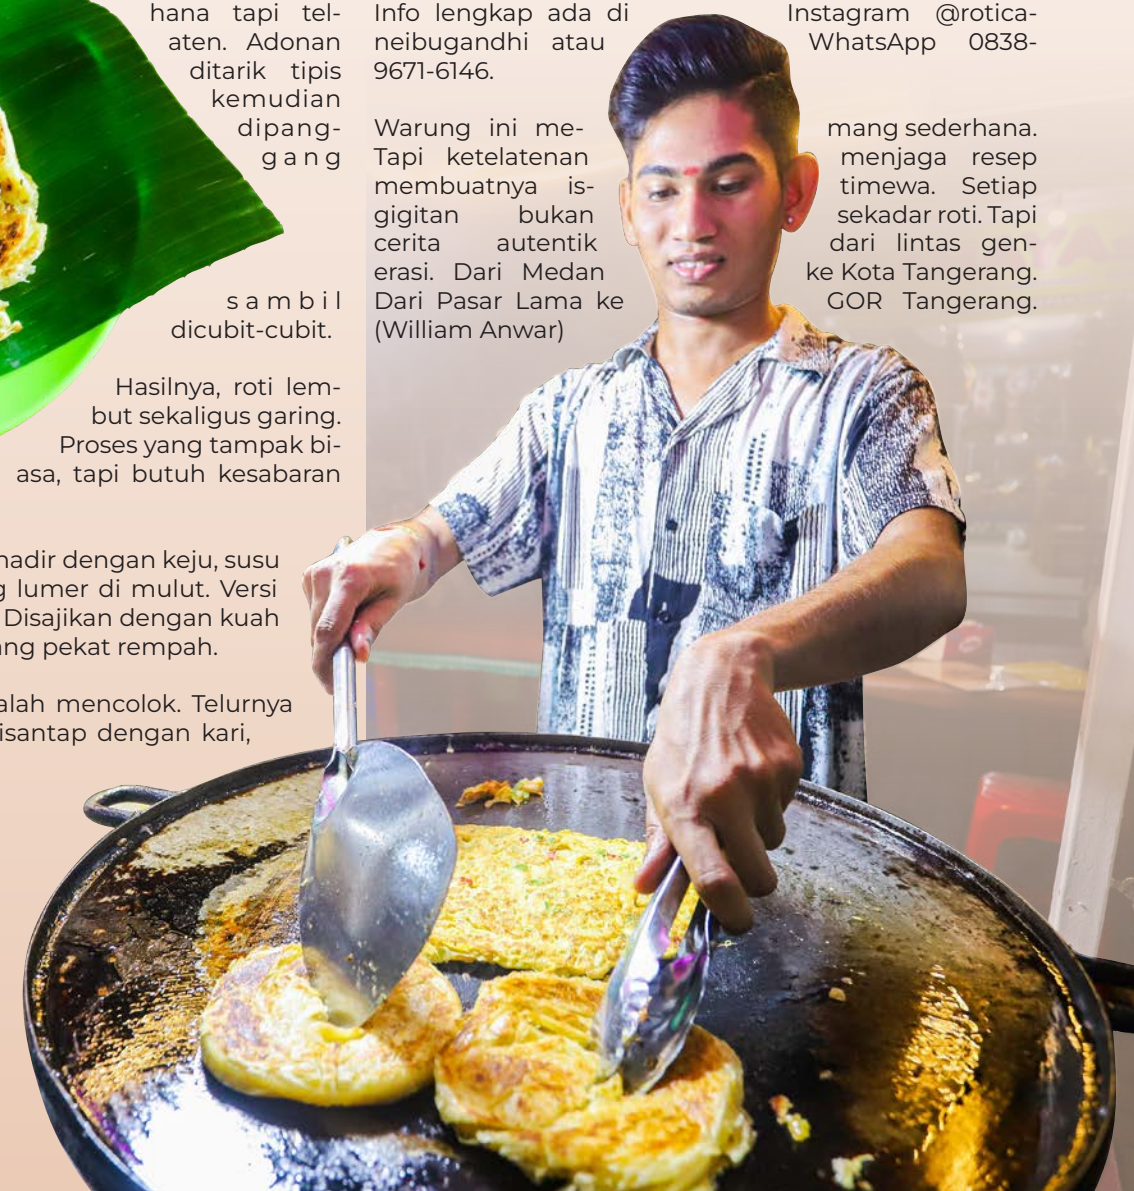 hana tapi tel-
aten. Adonan
ditarik tipis
kemudian
dipang-
gang
sambil
dicubit-cubit.
Hasilnya, roti lem-
but sekaligus garing.
Proses yang tampak bi-
asa, tapi butuh kesabaran
hadir dengan keju, susu
g lumer di mulut. Versi
Disajikan dengan kuah
ang pekat rempah.
alah mencolok. Telurnya
isantap dengan kari,
Info lengkap ada di Instagram @rotica-
neibugandhi atau WhatsApp 0838-
9671-6146.
Warung ini me- mang sederhana.
Tapi ketelatenan menjaga resep
membuatnya is- timewa. Setiap
gigitan bukan sekadar roti. Tapi
cerita autentik dari lintas gen-
erasi. Dari Medan ke Kota Tangerang.
Dari Pasar Lama ke GOR Tangerang.
(William Anwar)